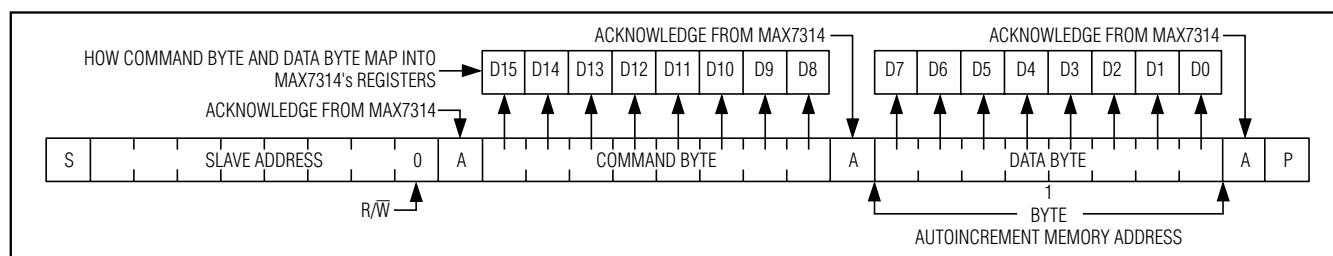 ACKNOWLEDGE FROM MAX7314 ACKNOWLEDGE FROM MAX7314
HOW COMMAND BYTE AND DATA BYTE MAP INTO
MAX7314's REGISTERS
D15 D14 D13 D12 D11 D10 D9 D8 D7 D6 D5 D4 D3 D2 D1 D0
ACKNOWLEDGE FROM MAX7314
S SLAVE ADDRESS 0 A COMMAND BYTE A DATA BYTE A P
1
R/W̅ BYTE
AUTOINCREMENT MEMORY ADDRESS